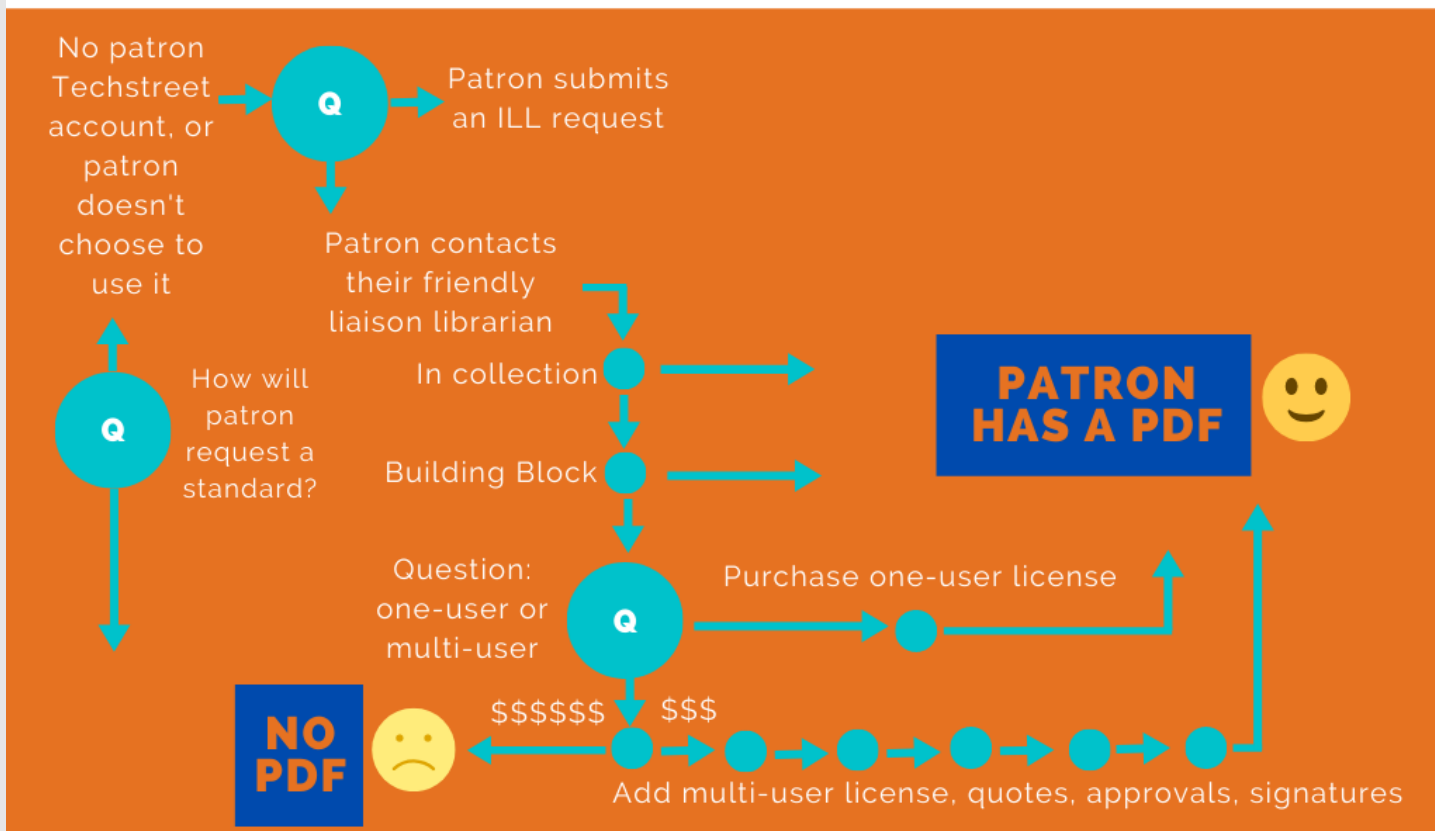 No patron
Techstreet
account, or
patron
doesn't
choose to
use it
Q
Patron submits
an ILL request
Patron contacts
their friendly
liaison librarian
Q
How will
patron
request a
standard?
In collection
Building Block
PATRON
HAS A PDF
Question:
one-user or
multi-user
Q
Purchase one-user license
NO
PDF
$$$$$$
$$$
Add multi-user license, quotes, approvals, signatures